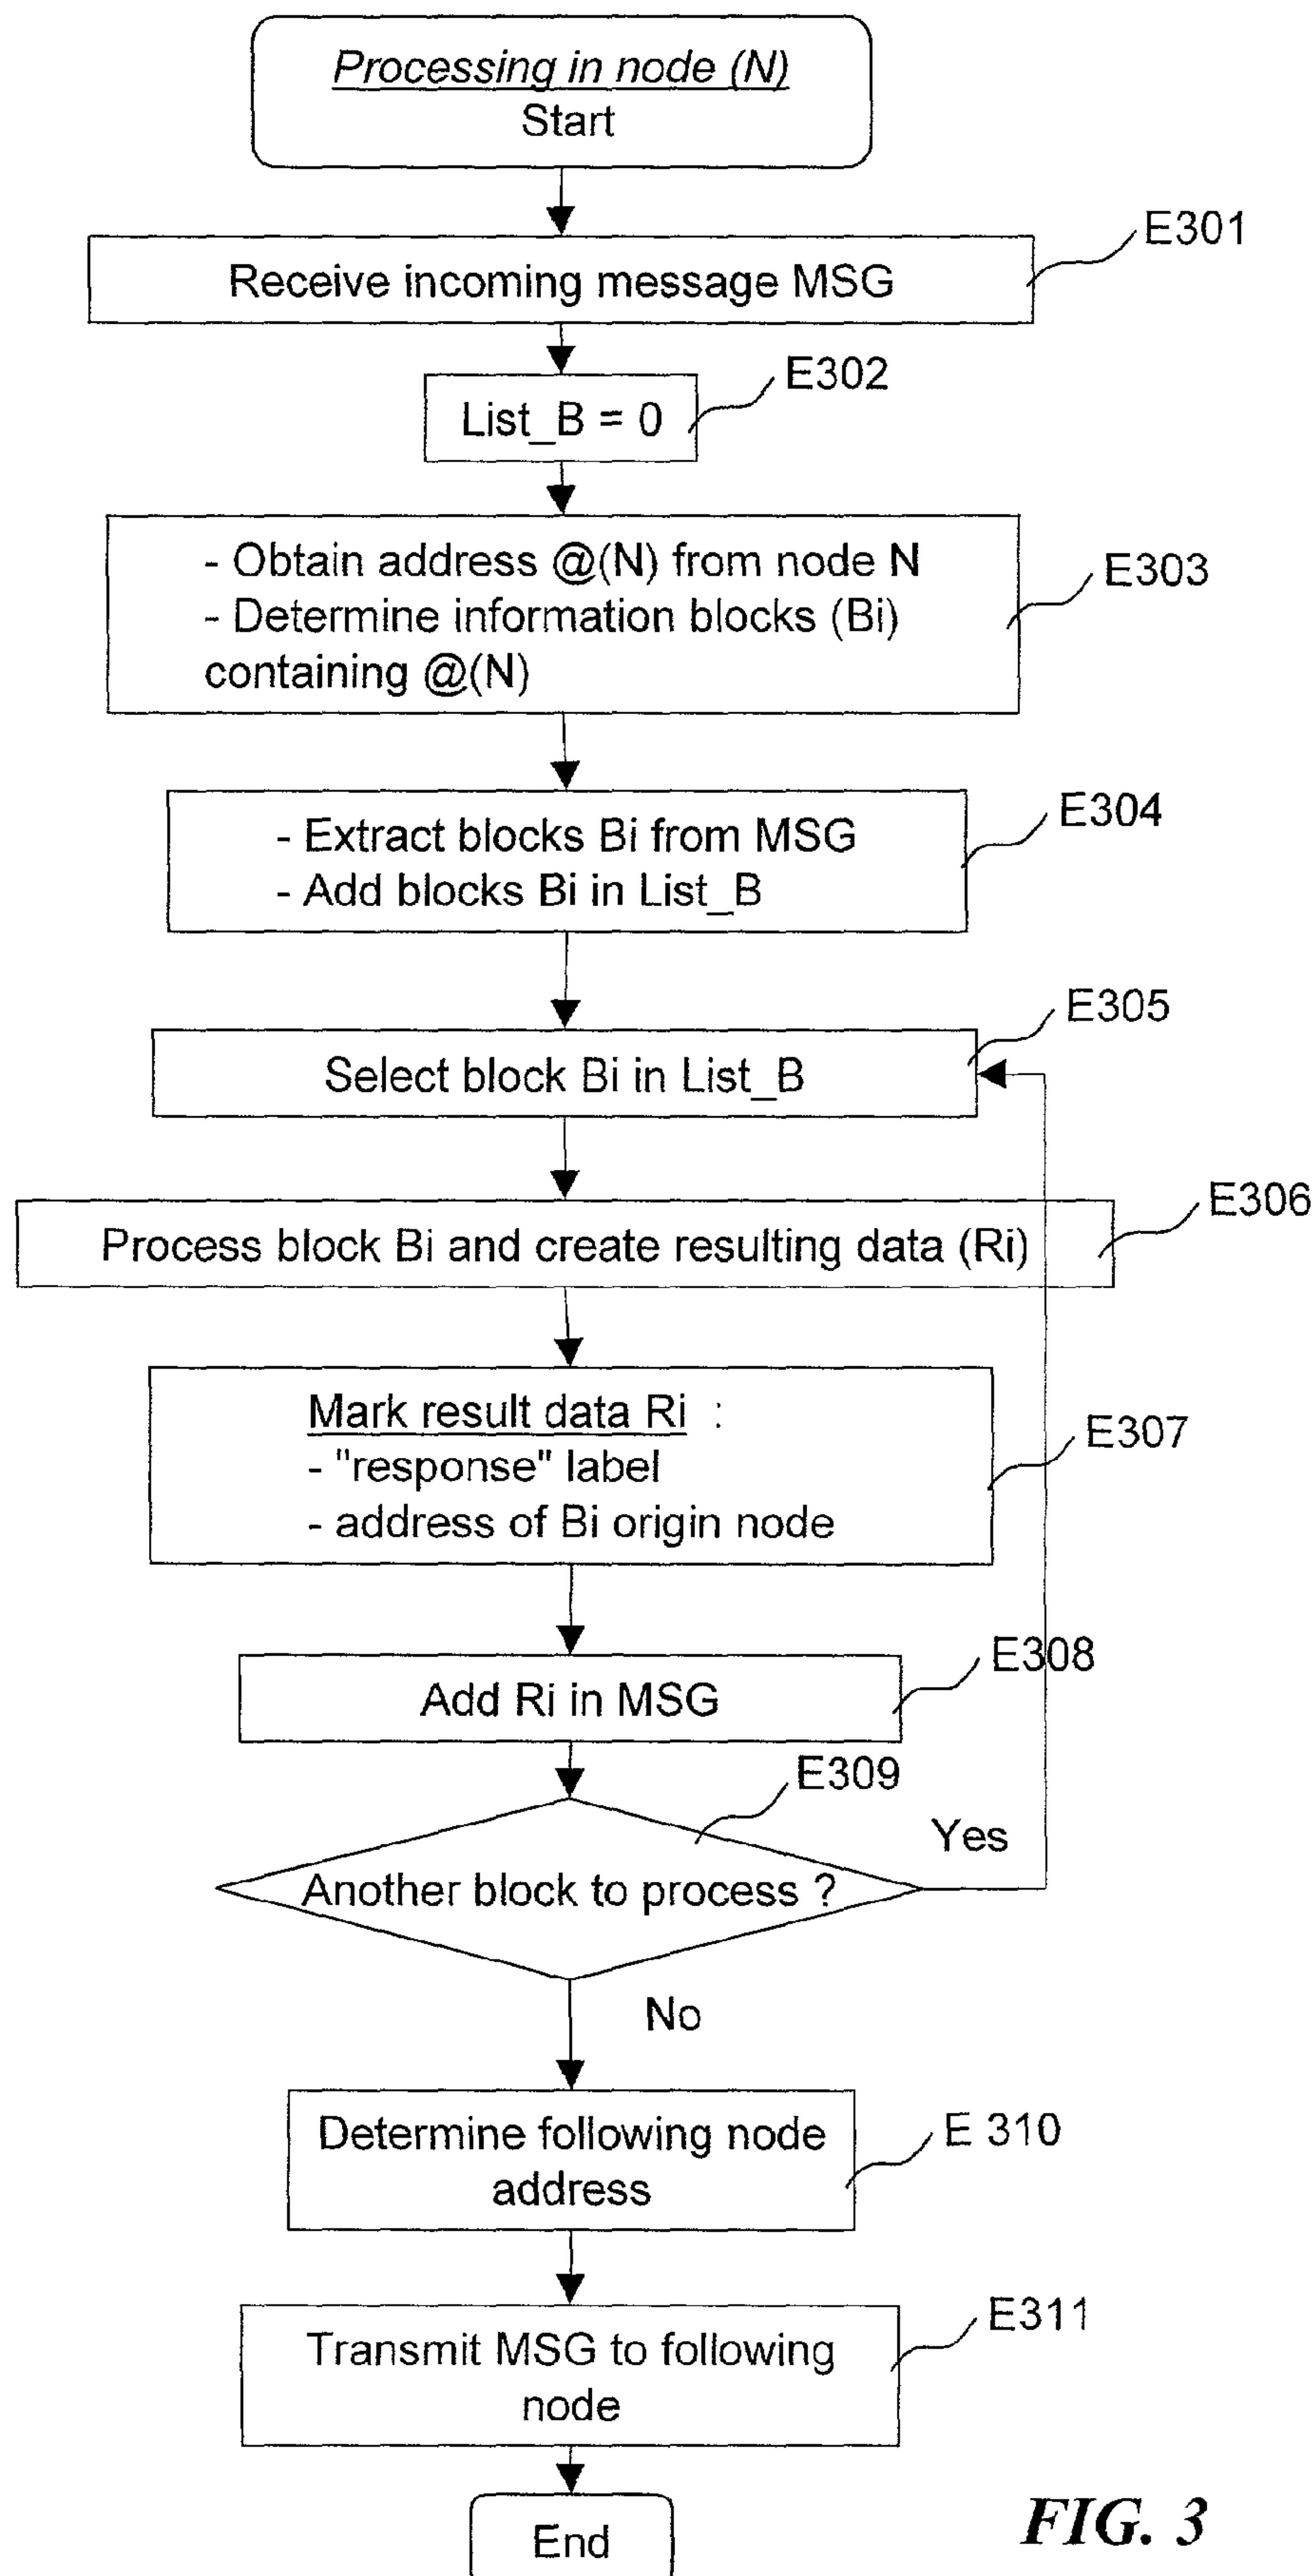 Processing in node (N)
Start
E301
Receive incoming message MSG
E302
List_B = 0
E303
- Obtain address @(N) from node N
- Determine information blocks (Bi)
containing @(N)
E304
- Extract blocks Bi from MSG
- Add blocks Bi in List_B
E305
Select block Bi in List_B
E306
Process block Bi and create resulting data (Ri)
E307
Mark result data Ri :
- "response" label
- address of Bi origin node
E308
Add Ri in MSG
E309
Yes
Another block to process ?
No
E 310
Determine following node
address
E311
Transmit MSG to following
node
End
FIG. 3